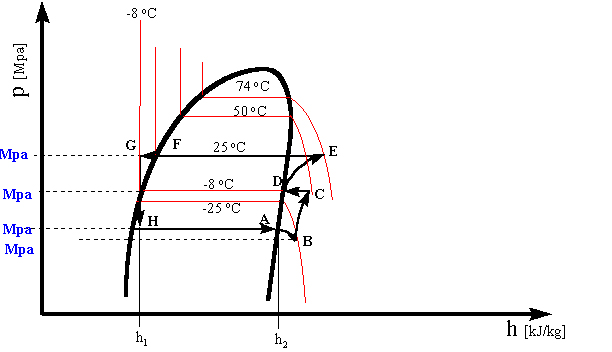 -8 °C
p [Mpa]
74 °C
50 °C
G
F
25 °C
E
Mpa
-8 °C
D
C
Mpa
-25 °C
H
A
Mpa
B
Mpa
h1
h2
h [kJ/kg]